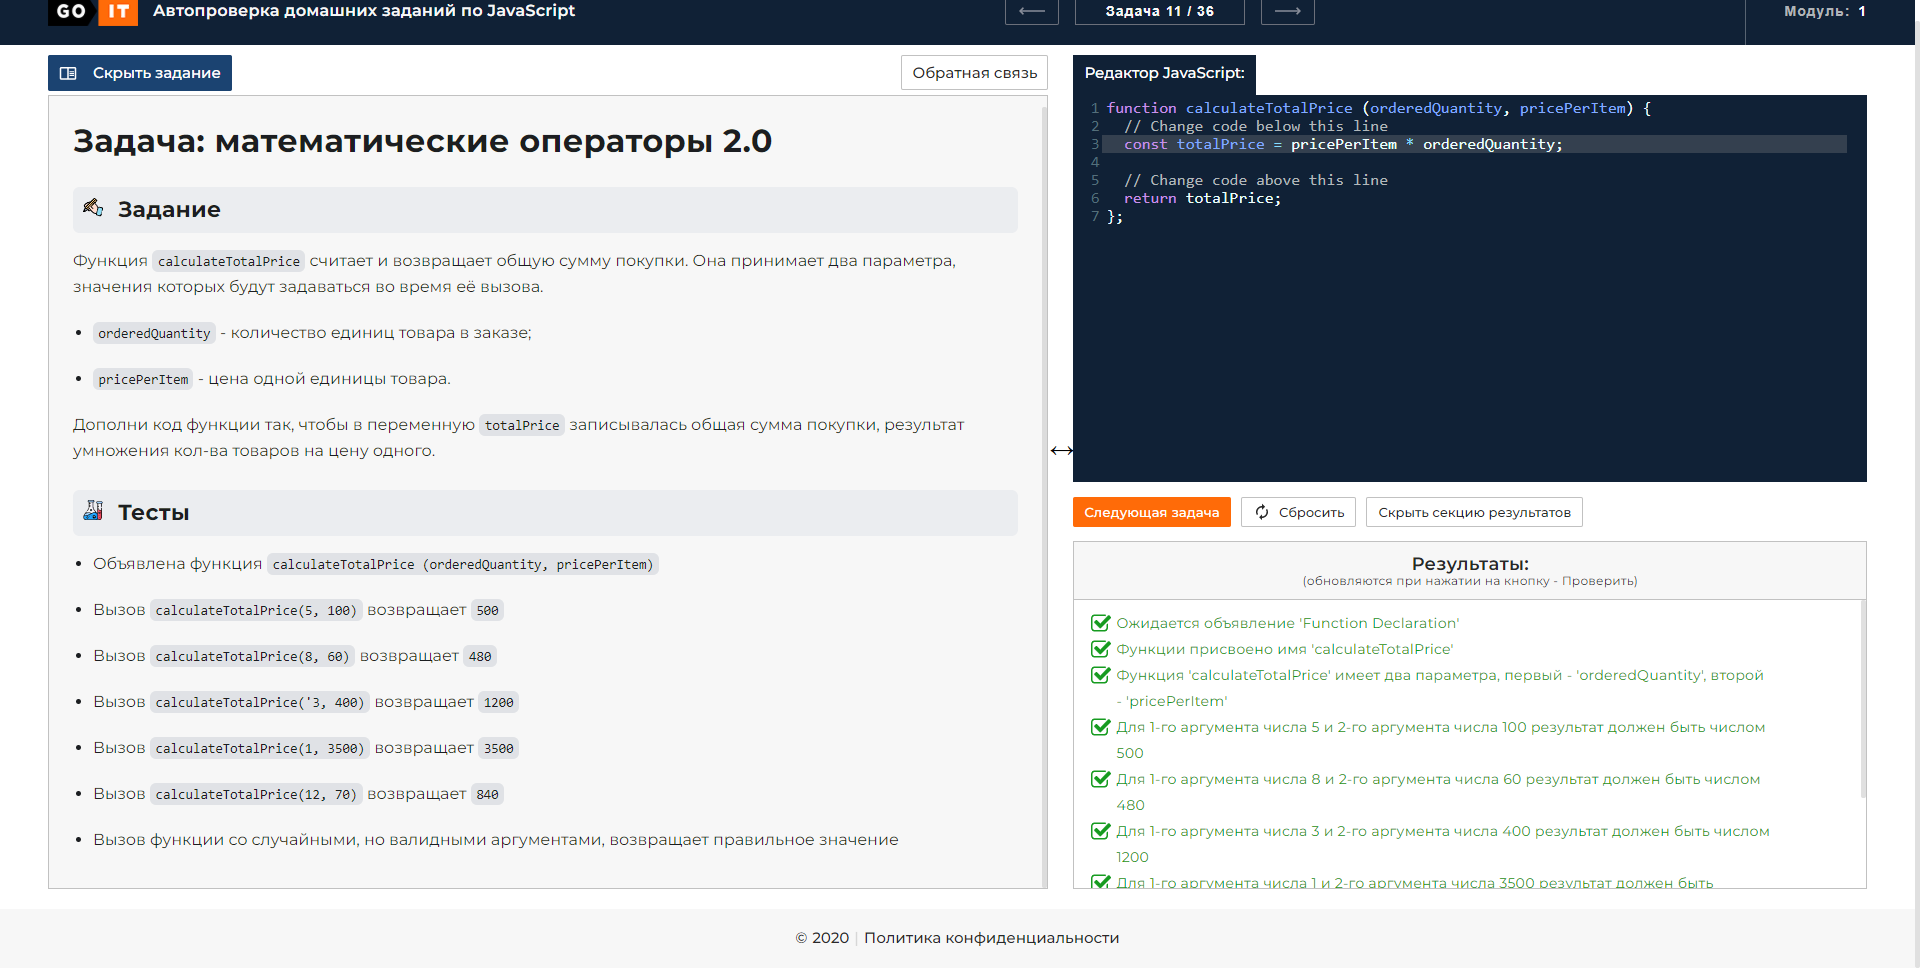 GO IT
Автопроверка домашних заданий по JavaScript
Задача 11 / 36
Модуль: 1
Скрыть задание
Обратная связь
Задача: математические операторы 2.0
Задание
Функция calculateTotalPrice считает и возвращает общую сумму покупки. Она принимает два параметра,
значения которых будут задаваться во время её вызова.
orderedQuantity - количество единиц товара в заказе;
pricePerItem - цена одной единицы товара.
Дополни код функции так, чтобы в переменную totalPrice записывалась общая сумма покупки, результат
умножения кол-ва товаров на цену одного.
Тесты
Объявлена функция calculateTotalPrice (orderedQuantity, pricePerItem)
Вызов calculateTotalPrice(5, 100) возвращает 500
Вызов calculateTotalPrice(8, 60) возвращает 480
Вызов calculateTotalPrice('3, 400) возвращает 1200
Вызов calculateTotalPrice(1, 3500) возвращает 3500
Вызов calculateTotalPrice(12, 70) возвращает 840
Вызов функции со случайными, но валидными аргументами, возвращает правильное значение
Редактор JavaScript:
1 function calculateTotalPrice (orderedQuantity, pricePerItem) {
2 // Change code below this line
3 const totalPrice = pricePerItem * orderedQuantity;
4
5 // Change code above this line
6 return totalPrice;
7 };
Следующая задача
Сбросить
Скрыть секцию результатов
Результаты:
(обновляются при нажатии на кнопку - Проверить)
Ожидается объявление 'Function Declaration'
Функции присвоено имя 'calculateTotalPrice'
Функция 'calculateTotalPrice' имеет два параметра, первый - 'orderedQuantity', второй
- 'pricePerItem'
Для 1-го аргумента числа 5 и 2-го аргумента числа 100 результат должен быть числом
500
Для 1-го аргумента числа 8 и 2-го аргумента числа 60 результат должен быть числом
480
Для 1-го аргумента числа 3 и 2-го аргумента числа 400 результат должен быть числом
1200
Для 1-го аргумента числа 1 и 2-го аргумента числа 3500 результат должен быть
© 2020 | Политика конфиденциальности